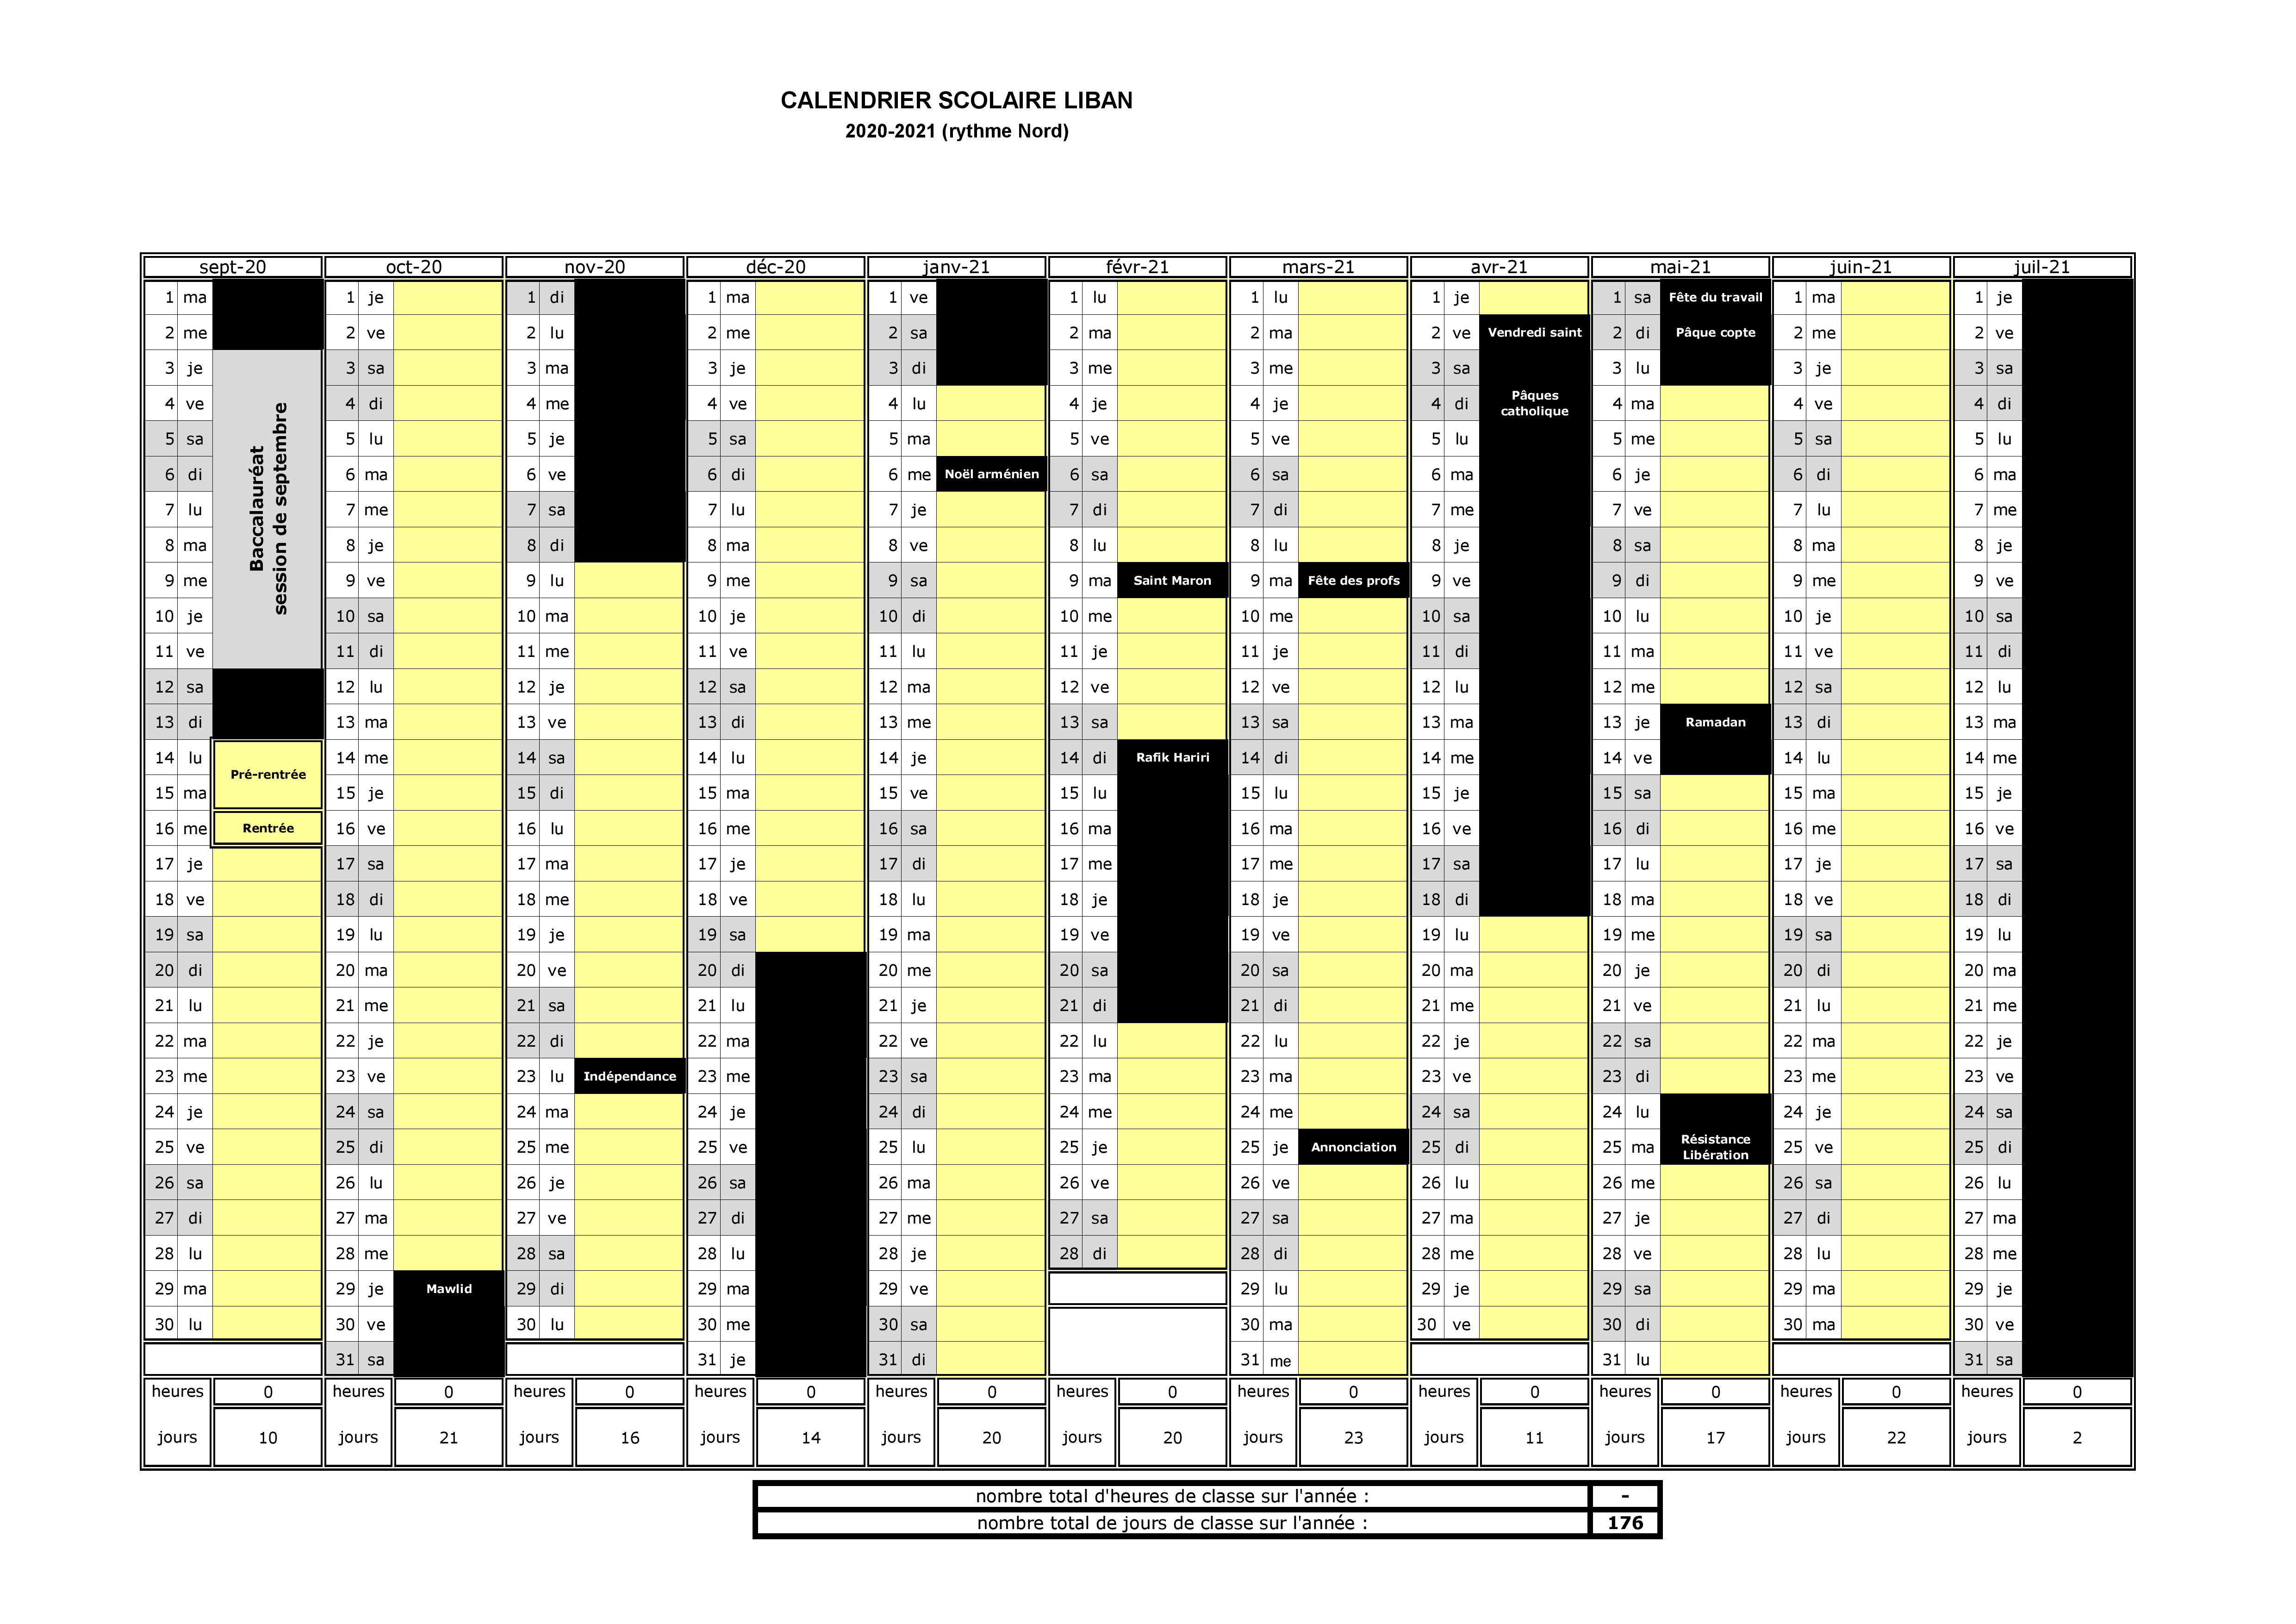 CALENDRIER SCOLAIRE LIBAN
2020-2021 (rythme Nord)
sept-20 oct-20 nov-20 déc-20 janv-21 févr-21 mars-21 avr-21 mai-21 juin-21 juil-21
1 ma 1 je 1 di 1 ma 1 ve 1 lu 1 lu 1 je 1 sa Fête du travail 1 ma 1 je
2 me 2 ve 2 lu 2 me 2 sa 2 ma 2 ma 2 ve Vendredi saint 2 di Pâque copte 2 me 2 ve
3 je 3 sa 3 ma 3 je 3 di 3 me 3 me 3 sa 3 lu 3 je 3 sa
4 ve 4 di 4 me 4 ve 4 lu 4 je 4 je 4 di Pâques catholique 4 ma 4 ve 4 di
5 sa 5 lu 5 je 5 sa 5 ma 5 ve 5 ve 5 lu 5 me 5 sa 5 lu
6 di 6 ma 6 ve 6 di 6 me Noël arménien 6 sa 6 sa 6 ma 6 je 6 di 6 ma
7 lu Baccalauréat session de septembre 7 me 7 sa 7 lu 7 je 7 di 7 di 7 me 7 ve 7 lu 7 me
8 ma 8 je 8 di 8 ma 8 ve 8 lu 8 lu 8 je 8 sa 8 ma 8 je
9 me 9 ve 9 lu 9 me 9 sa 9 ma Saint Maron 9 ma Fête des profs 9 ve 9 di 9 me 9 ve
10 je 10 sa 10 ma 10 je 10 di 10 me 10 me 10 sa 10 lu 10 je 10 sa
11 ve 11 di 11 me 11 ve 11 lu 11 je 11 je 11 di 11 ma 11 ve 11 di
12 sa 12 lu 12 je 12 sa 12 ma 12 ve 12 ve 12 lu 12 me 12 sa 12 lu
13 di 13 ma 13 ve 13 di 13 me 13 sa 13 sa 13 ma 13 je Ramadan 13 di 13 ma
14 lu Pré-rentrée 14 me 14 sa 14 lu 14 je 14 di Rafik Hariri 14 di 14 me 14 ve 14 lu 14 me
15 ma 15 je 15 di 15 ma 15 ve 15 lu 15 lu 15 je 15 sa 15 ma 15 je
16 me Rentrée 16 ve 16 lu 16 me 16 sa 16 ma 16 ma 16 ve 16 di 16 me 16 ve
17 je 17 sa 17 ma 17 je 17 di 17 me 17 me 17 sa 17 lu 17 je 17 sa
18 ve 18 di 18 me 18 ve 18 lu 18 je 18 je 18 di 18 ma 18 ve 18 di
19 sa 19 lu 19 je 19 sa 19 ma 19 ve 19 ve 19 lu 19 me 19 sa 19 lu
20 di 20 ma 20 ve 20 di 20 me 20 sa 20 sa 20 ma 20 je 20 di 20 ma
21 lu 21 me 21 sa 21 lu 21 je 21 di 21 di 21 me 21 ve 21 lu 21 me
22 ma 22 je 22 di 22 ma 22 ve 22 lu 22 lu 22 je 22 sa 22 ma 22 je
23 me 23 ve 23 lu Indépendance 23 me 23 sa 23 ma 23 ma 23 ve 23 di 23 me 23 ve
24 je 24 sa 24 ma 24 je 24 di 24 me 24 me 24 sa 24 lu 24 je 24 sa
25 ve 25 di 25 me 25 ve 25 lu 25 je 25 je Annonciation 25 di 25 ma Résistance Libération 25 ve 25 di
26 sa 26 lu 26 je 26 sa 26 ma 26 ve 26 ve 26 lu 26 me 26 sa 26 lu
27 di 27 ma 27 ve 27 di 27 me 27 sa 27 sa 27 ma 27 je 27 di 27 ma
28 lu 28 me 28 sa 28 lu 28 je 28 di 28 di 28 me 28 ve 28 lu 28 me
29 ma 29 je Mawlid 29 di 29 ma 29 ve 29 lu 29 je 29 sa 29 ma 29 je
30 lu 30 ve 30 lu 30 me 30 sa 30 ma 30 ve 30 di 30 ma 30 ve
31 sa 31 je 31 di 31 me 31 lu 31 sa
heures 0 heures 0 heures 0 heures 0 heures 0 heures 0 heures 0 heures 0 heures 0 heures 0 heures 0
jours 10 jours 21 jours 16 jours 14 jours 20 jours 20 jours 23 jours 11 jours 17 jours 22 jours 2
nombre total d'heures de classe sur l'année : -
nombre total de jours de classe sur l'année : 176